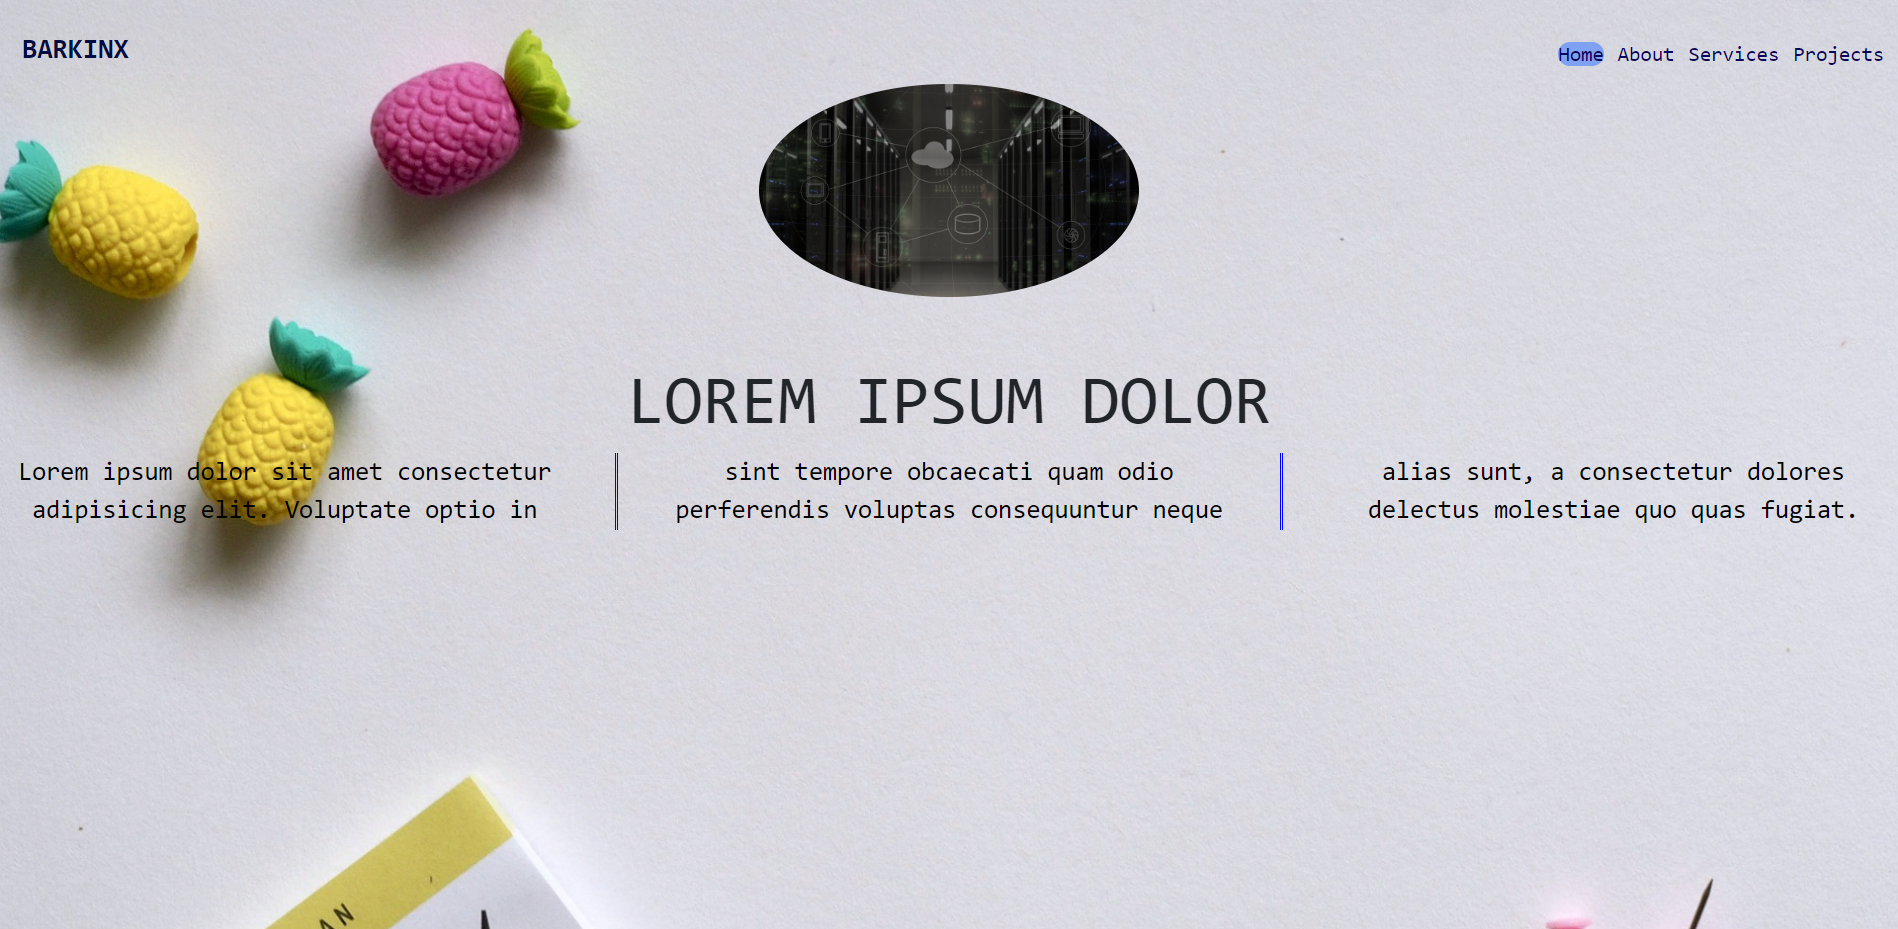 BARKINX
Home About Services Projects
LOREM IPSUM DOLOR
Lorem ipsum dolor sit amet consectetur
adipisicing elit. Voluptate optio in
sint tempore obcaecati quam odio
perferendis voluptas consequuntur neque
alias sunt, a consectetur dolores
delectus molestiae quo quas fugiat.
AN